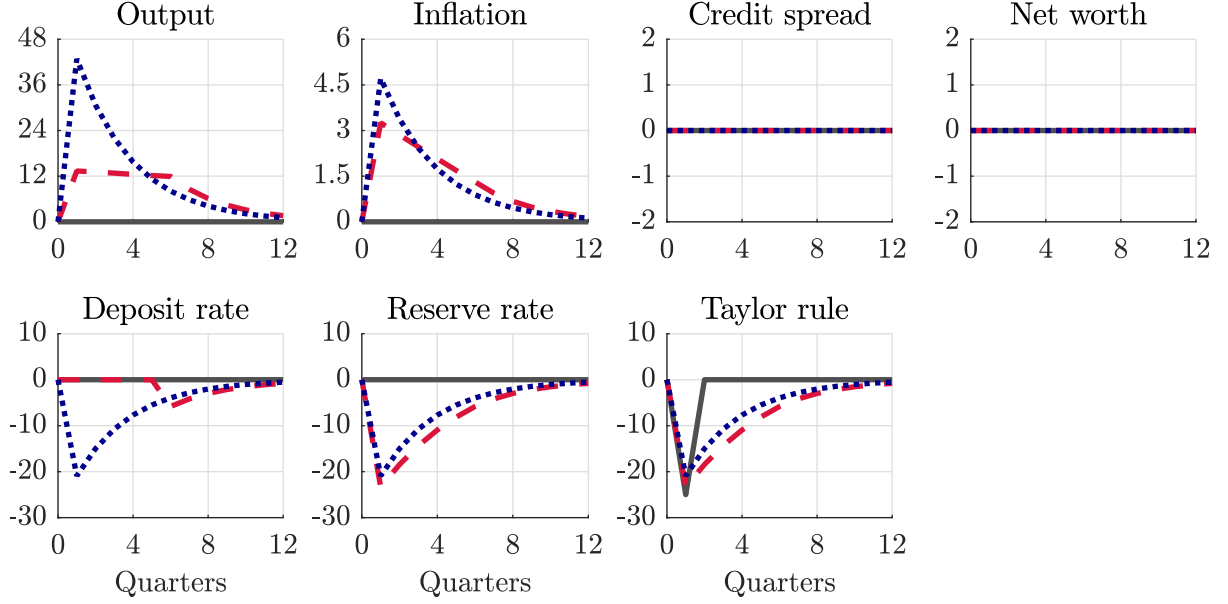 Output
48
36
24
12
0
0 4 8 12
Inflation
6
4.5
3
1.5
0
0 4 8 12
Credit spread
2
1
0
-1
-2
0 4 8 12
Net worth
2
1
0
-1
-2
0 4 8 12
Deposit rate
10
0
-10
-20
-30
0 4 8 12
Quarters
Reserve rate
10
0
-10
-20
-30
0 4 8 12
Quarters
Taylor rule
10
0
-10
-20
-30
0 4 8 12
Quarters